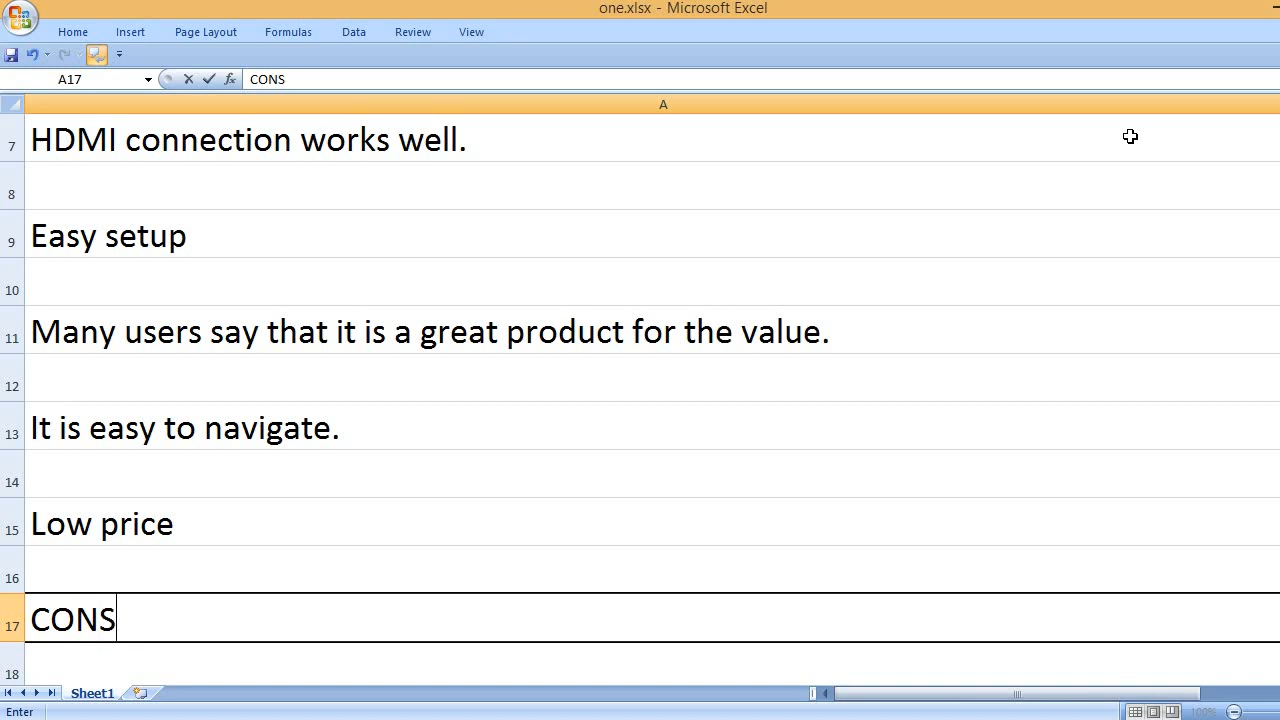 one.xlsx - Microsoft Excel
Home Insert Page Layout Formulas Data Review View
A17 fx CONS
A
7 HDMI connection works well.
8
9 Easy setup
10
11 Many users say that it is a great product for the value.
12
13 It is easy to navigate.
14
15 Low price
16
17 CONS
18
Sheet1
Enter 100%